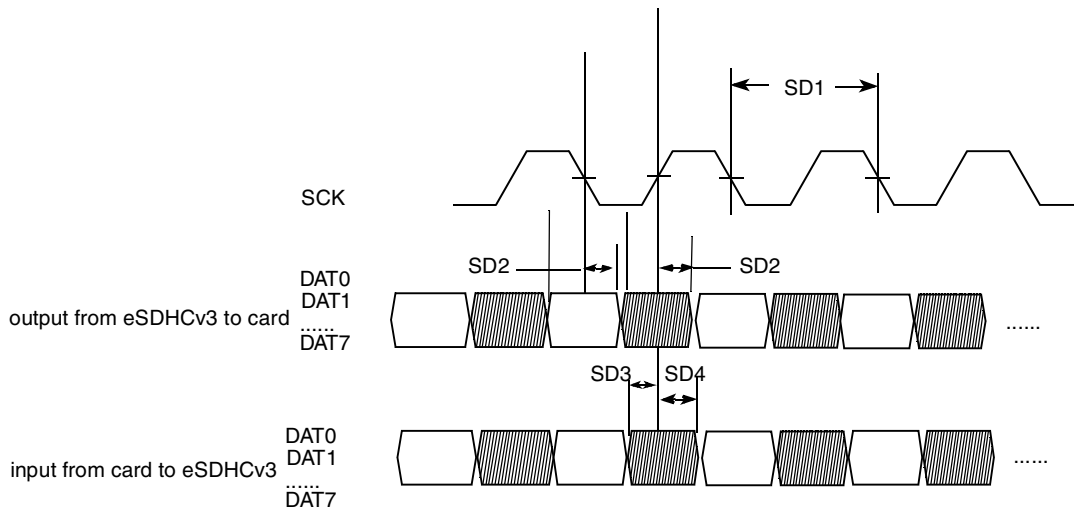 SD1
SCK
SD2
SD2
DAT0
DAT1
output from eSDHCv3 to card
......
......
DAT7
SD3
SD4
DAT0
DAT1
input from card to eSDHCv3
......
......
DAT7